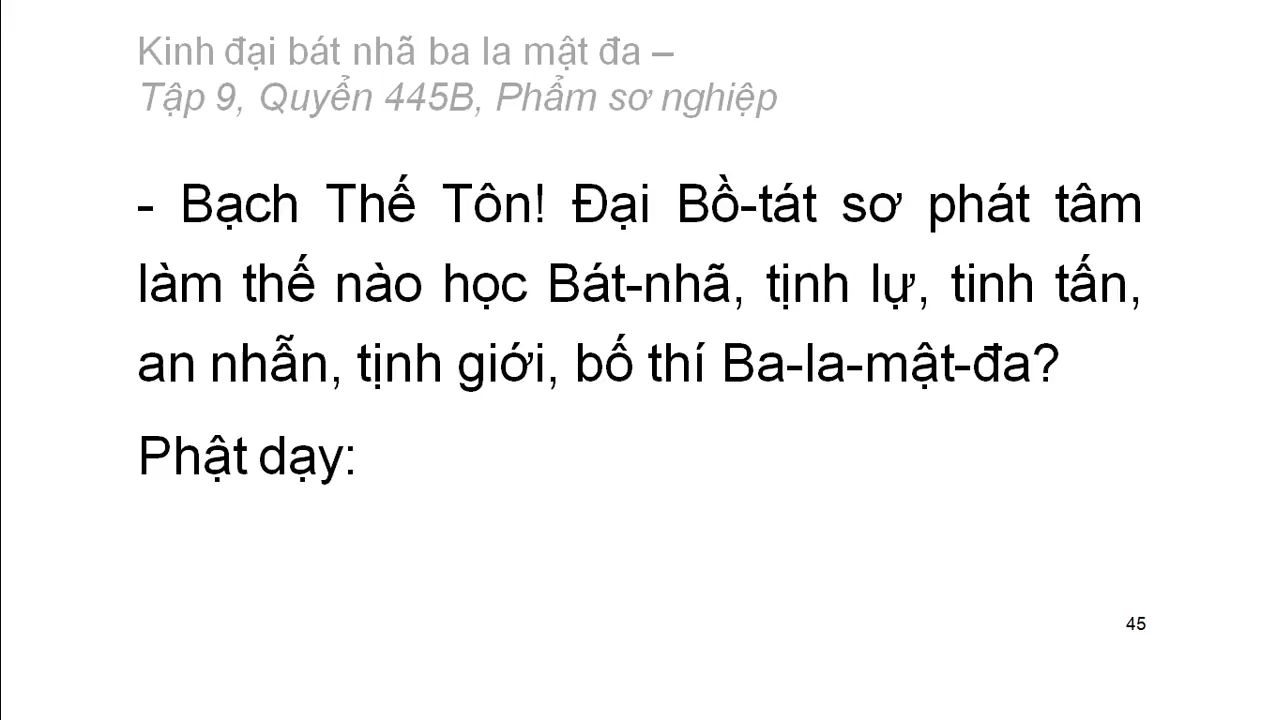 Kinh đại bát nhã ba la mật đa –
Tập 9, Quyển 445B, Phẩm sơ nghiệp
- Bạch Thế Tôn! Đại Bồ-tát sơ phát tâm
làm thế nào học Bát-nhã, tịnh lự, tinh tấn,
an nhẫn, tịnh giới, bố thí Ba-la-mật-đa?
Phật dạy:
45